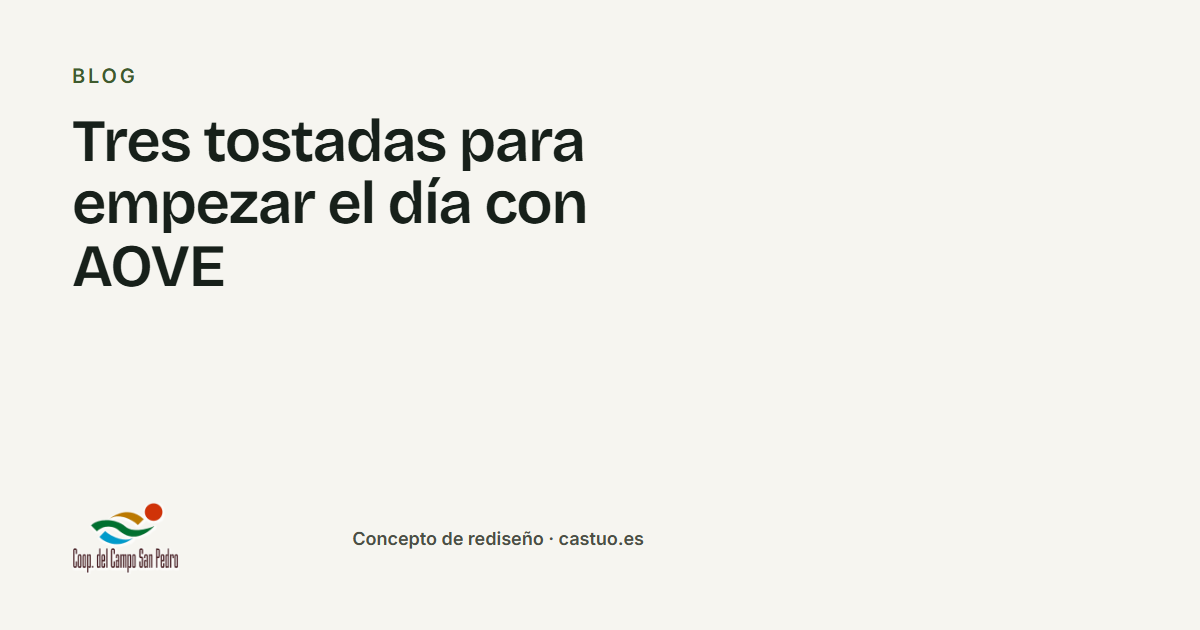 BLOG
Tres tostadas para
empezar el día con
AOVE
Coop. del Campo San Pedro
Concepto de rediseño · castuo.es